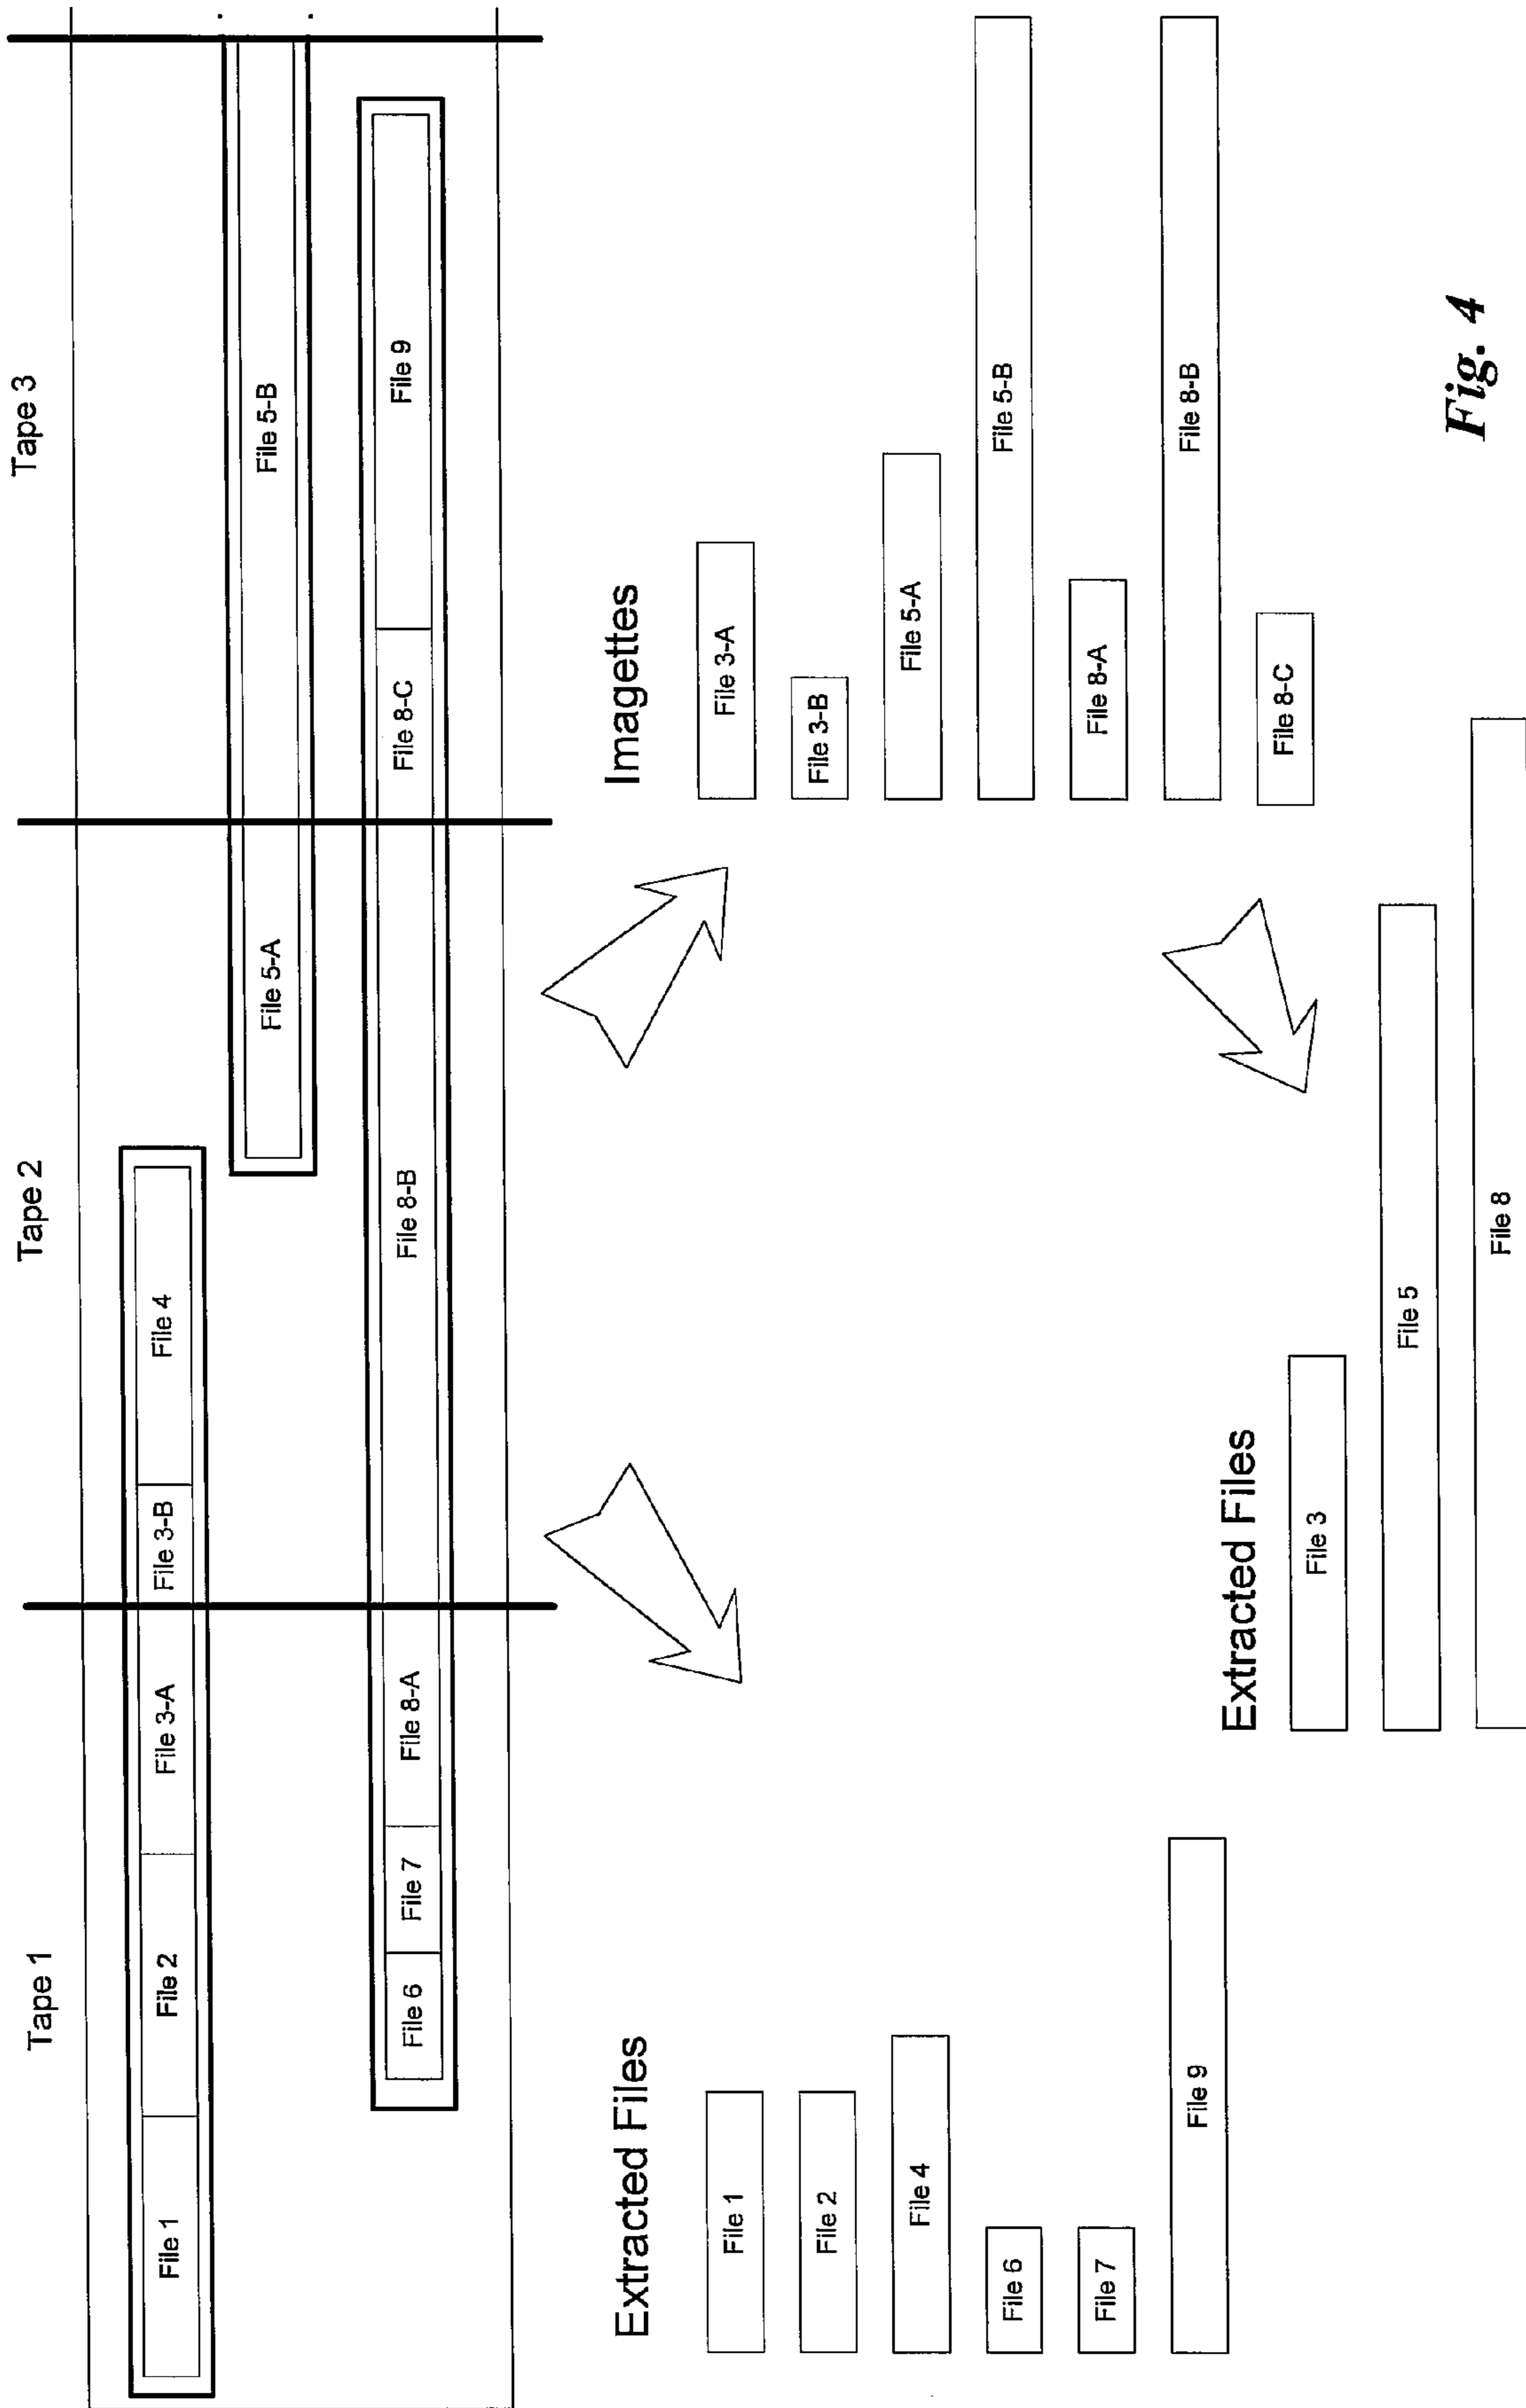 Tape 1
Tape 2
Tape 3
File 1
File 2
File 3-A
File 3-B
File 4
File 5-A
File 5-B
File 6
File 7
File 8-A
File 8-B
File 8-C
File 9
Extracted Files
File 1
File 2
File 4
File 6
File 7
File 9
Imagettes
File 3-A
File 3-B
File 5-A
File 5-B
File 8-A
File 8-B
File 8-C
Extracted Files
File 3
File 5
File 8
Fig. 4